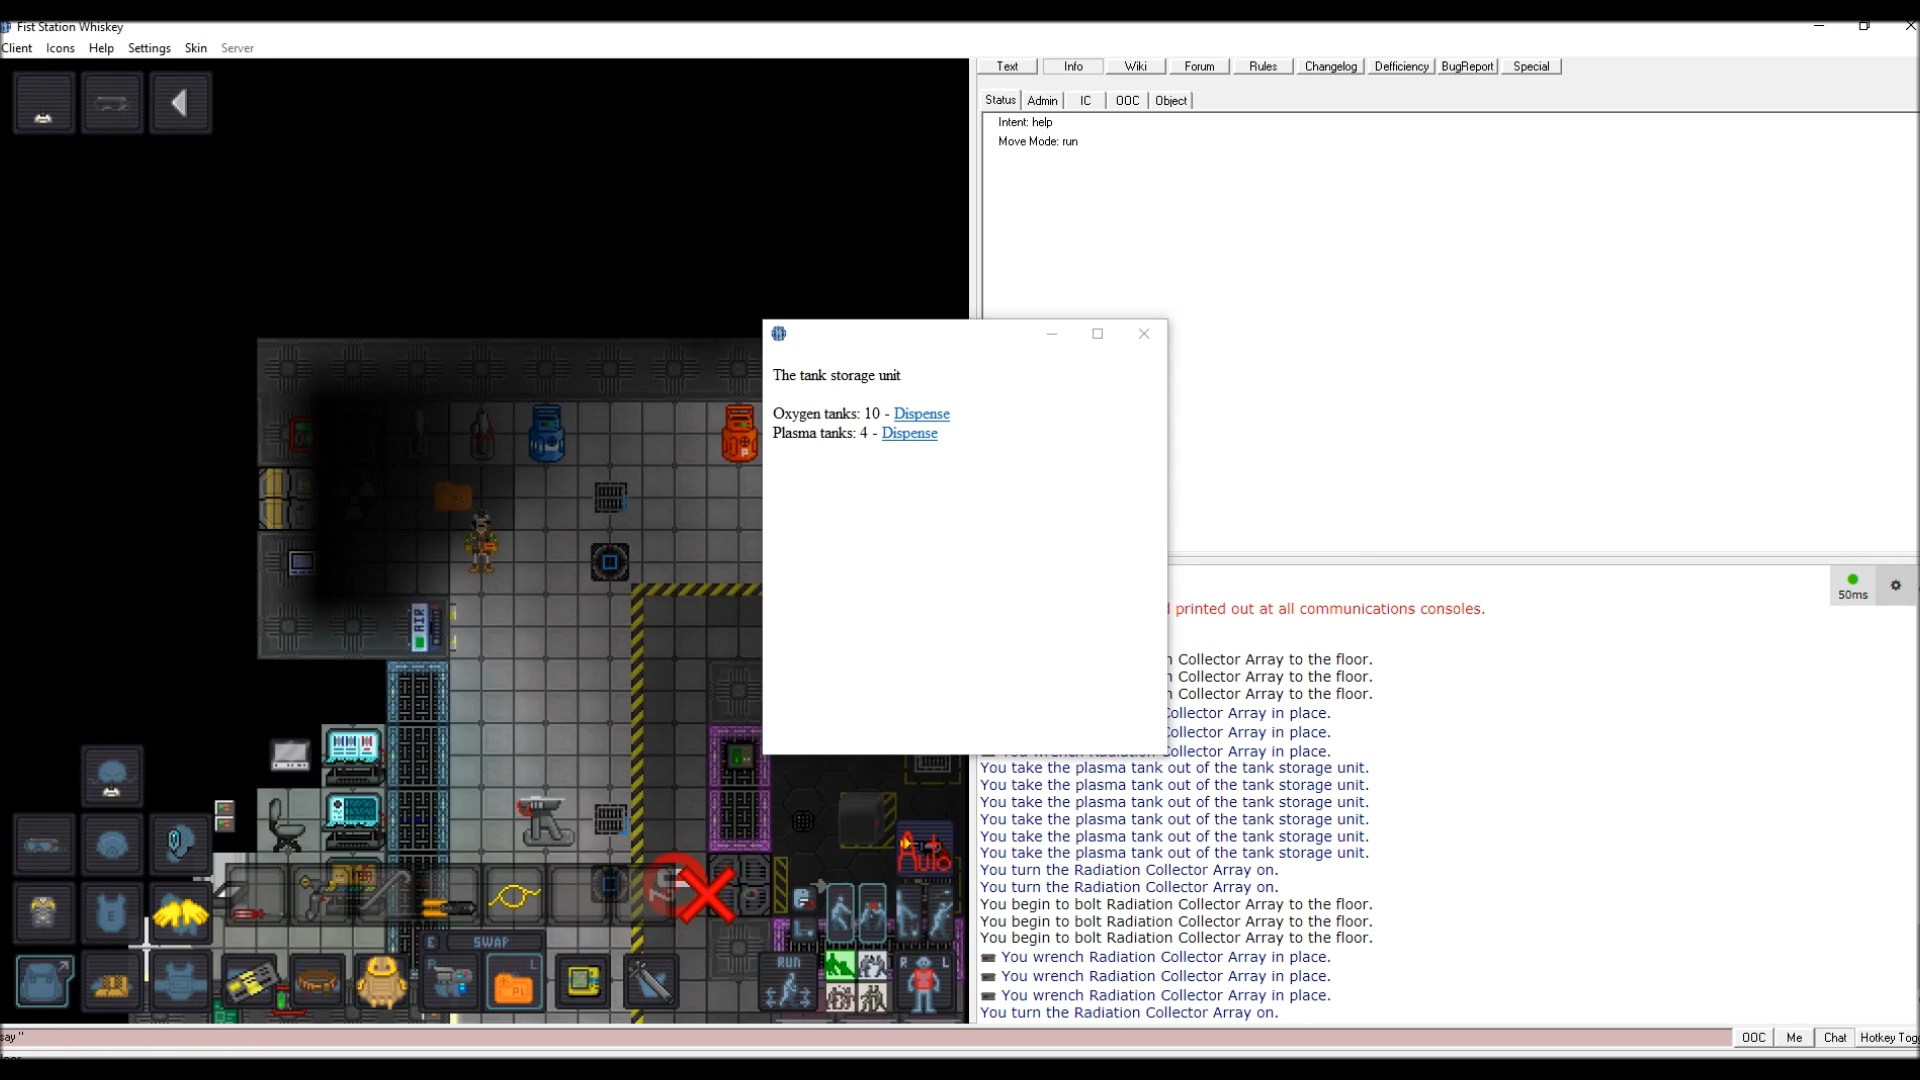 Fist Station Whiskey
Client Icons Help Settings Skin Server
Text Info Wiki Forum Rules Changelog Defficiency BugReport Special
Status Admin IC OOC Object
Intent: help
Move Mode: run
The tank storage unit
Oxygen tanks: 10 - Dispense
Plasma tanks: 4 - Dispense
50ms
printed out at all communications consoles.
Collector Array to the floor.
Collector Array to the floor.
Collector Array to the floor.
Collector Array in place.
Collector Array in place.
You wrench Radiation Collector Array in place.
You take the plasma tank out of the tank storage unit.
You take the plasma tank out of the tank storage unit.
You take the plasma tank out of the tank storage unit.
You take the plasma tank out of the tank storage unit.
You take the plasma tank out of the tank storage unit.
You take the plasma tank out of the tank storage unit.
You turn the Radiation Collector Array on.
You turn the Radiation Collector Array on.
You begin to bolt Radiation Collector Array to the floor.
You begin to bolt Radiation Collector Array to the floor.
You begin to bolt Radiation Collector Array to the floor.
You wrench Radiation Collector Array in place.
You wrench Radiation Collector Array in place.
You wrench Radiation Collector Array in place.
You turn the Radiation Collector Array on.
AIR
P
Auto
E
E SWAP
R L
PL
RUN
R L
say "
OOC Me Chat Hotkey Togg